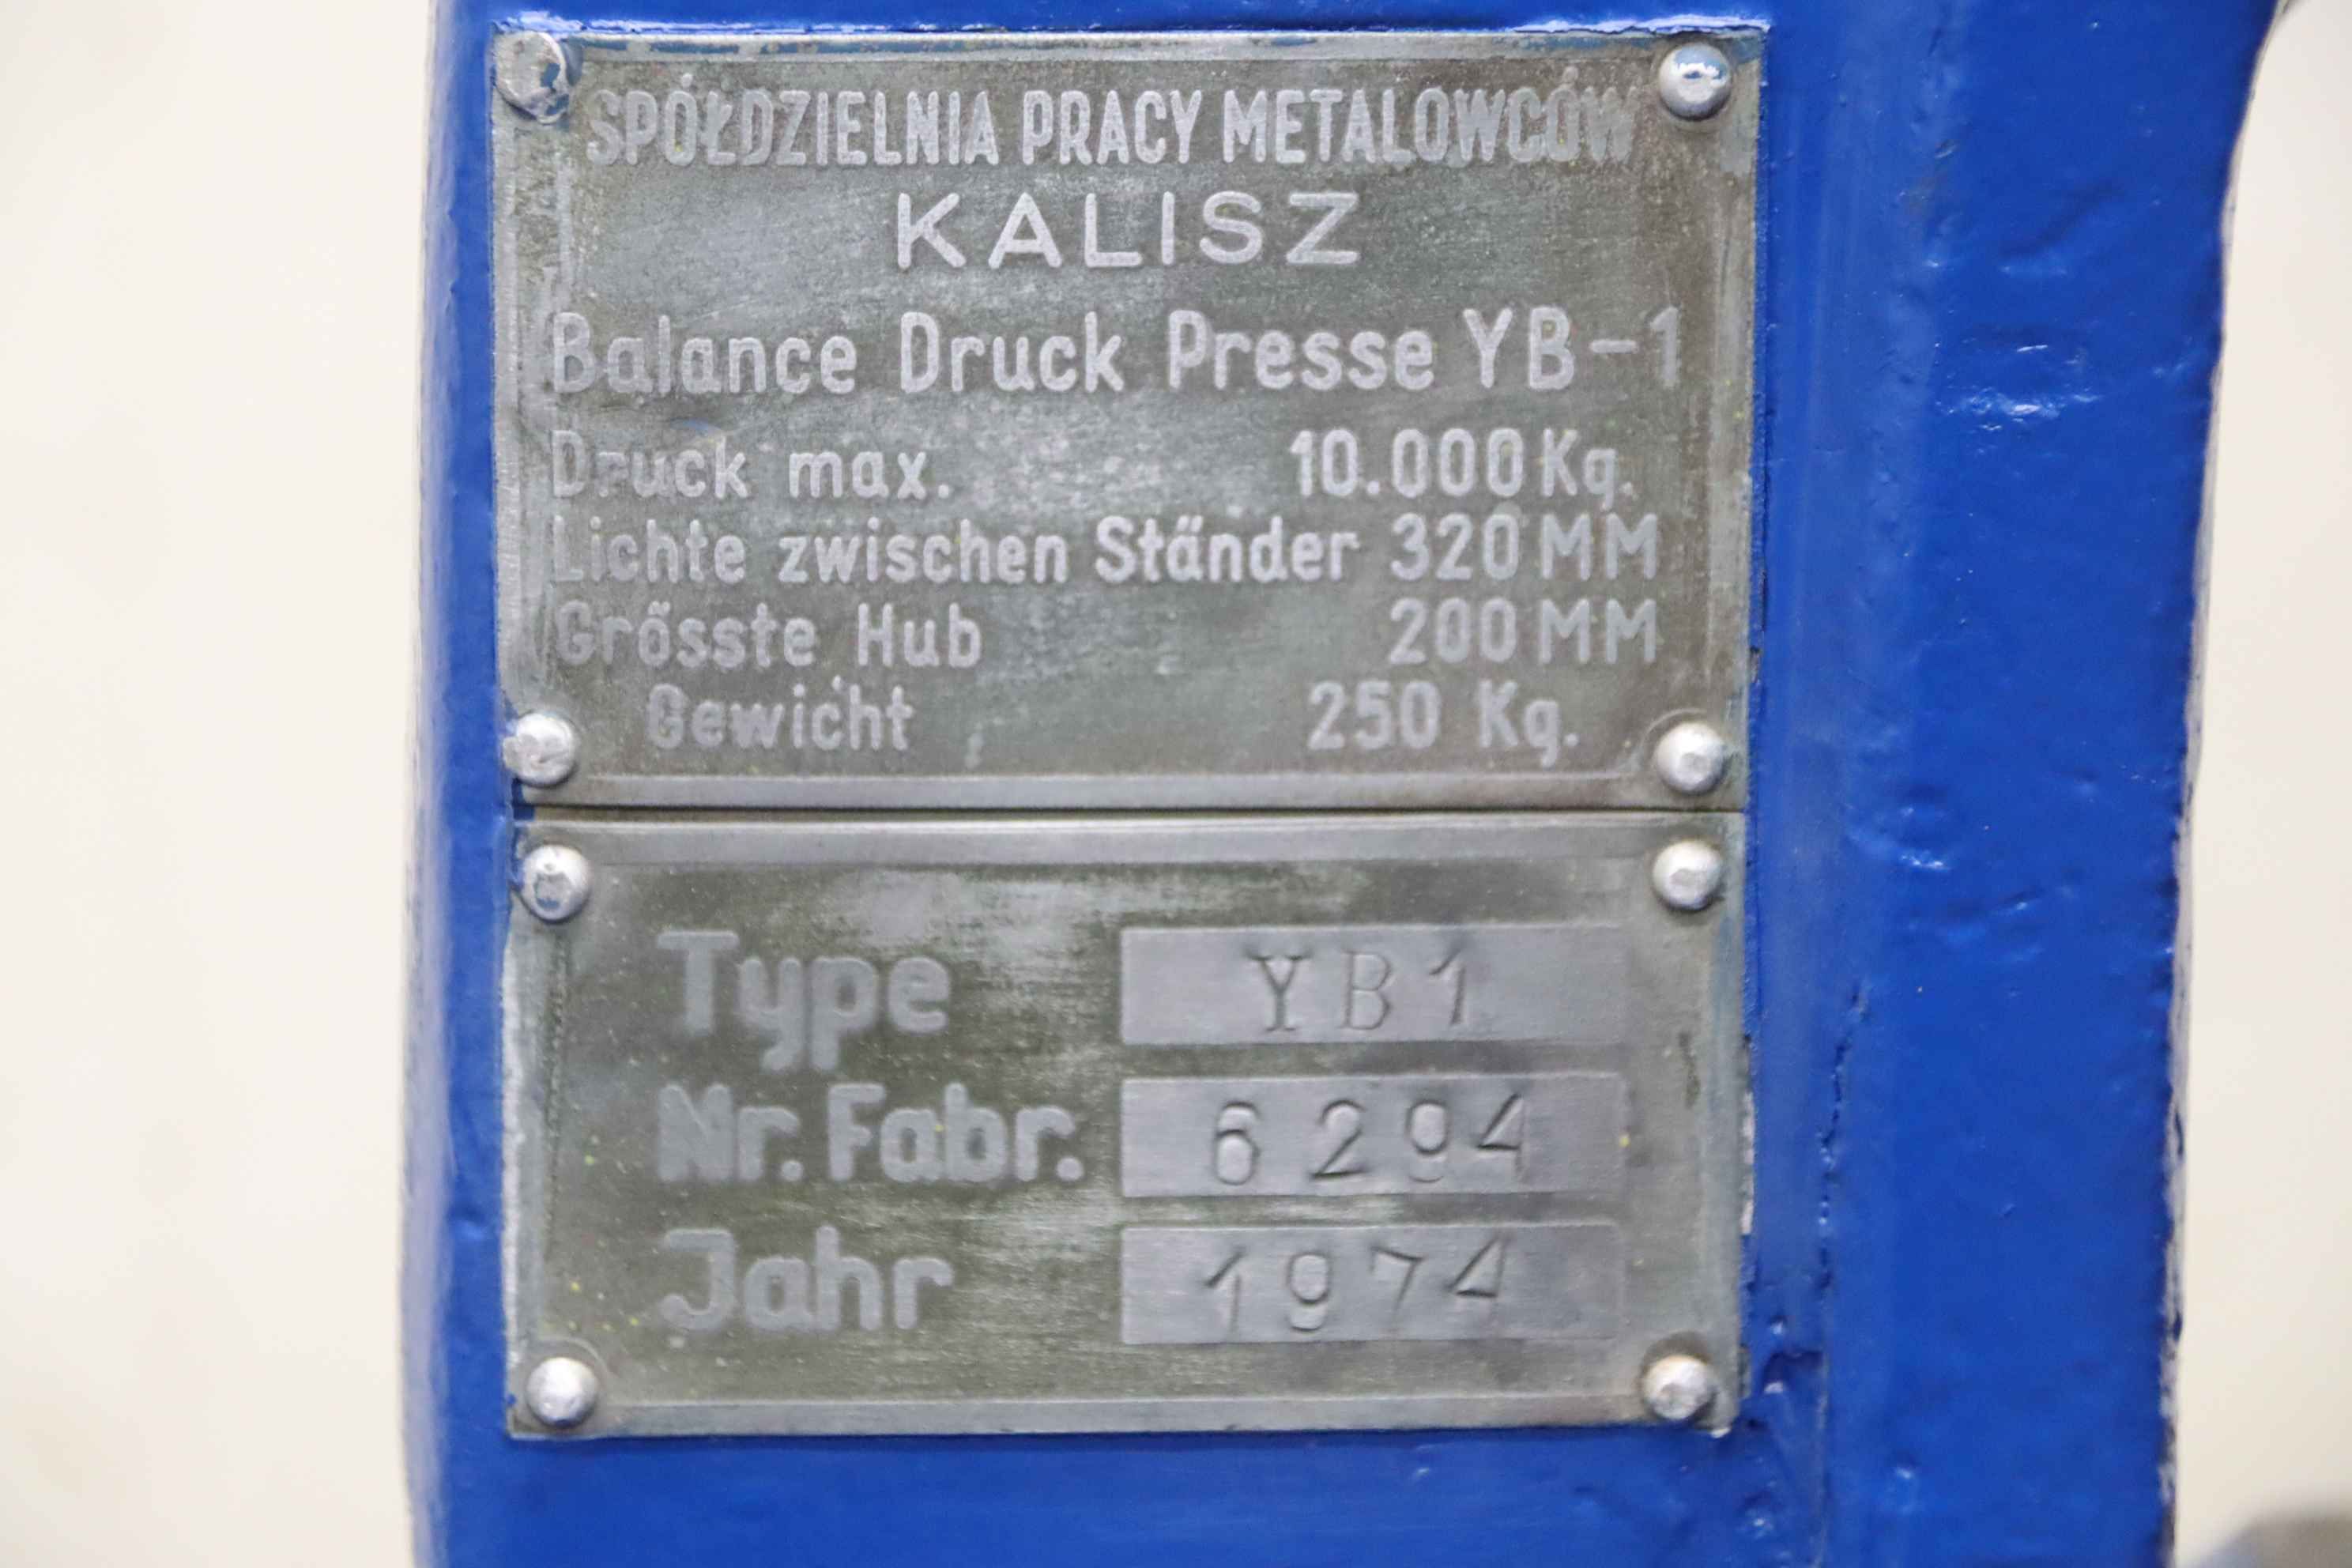 SPÓŁDZIELNIA PRACY METALOWCÓW
KALISZ
Balance Druck Presse YB-1
Druck max. 10.000 Kg.
Lichte zwischen Ständer 320 MM
Grösste Hub 200 MM
Gewicht 250 Kg.
Type YB1
Nr. Fabr. 6294
Jahr 1974